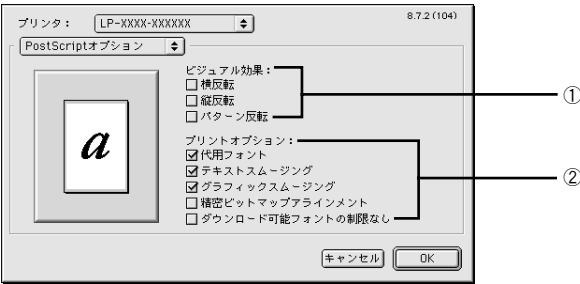 プリンタ： LP-XXXX-XXXXXX 8.7.2 (104)
PostScriptオプション
ビジュアル効果：
横反転
縦反転
パターン反転
①
a
プリントオプション：
代用フォント
テキストスムージング
グラフィックスムージング
精密ビットマップアラインメント
ダウンロード可能フォントの制限なし
②
キャンセル OK